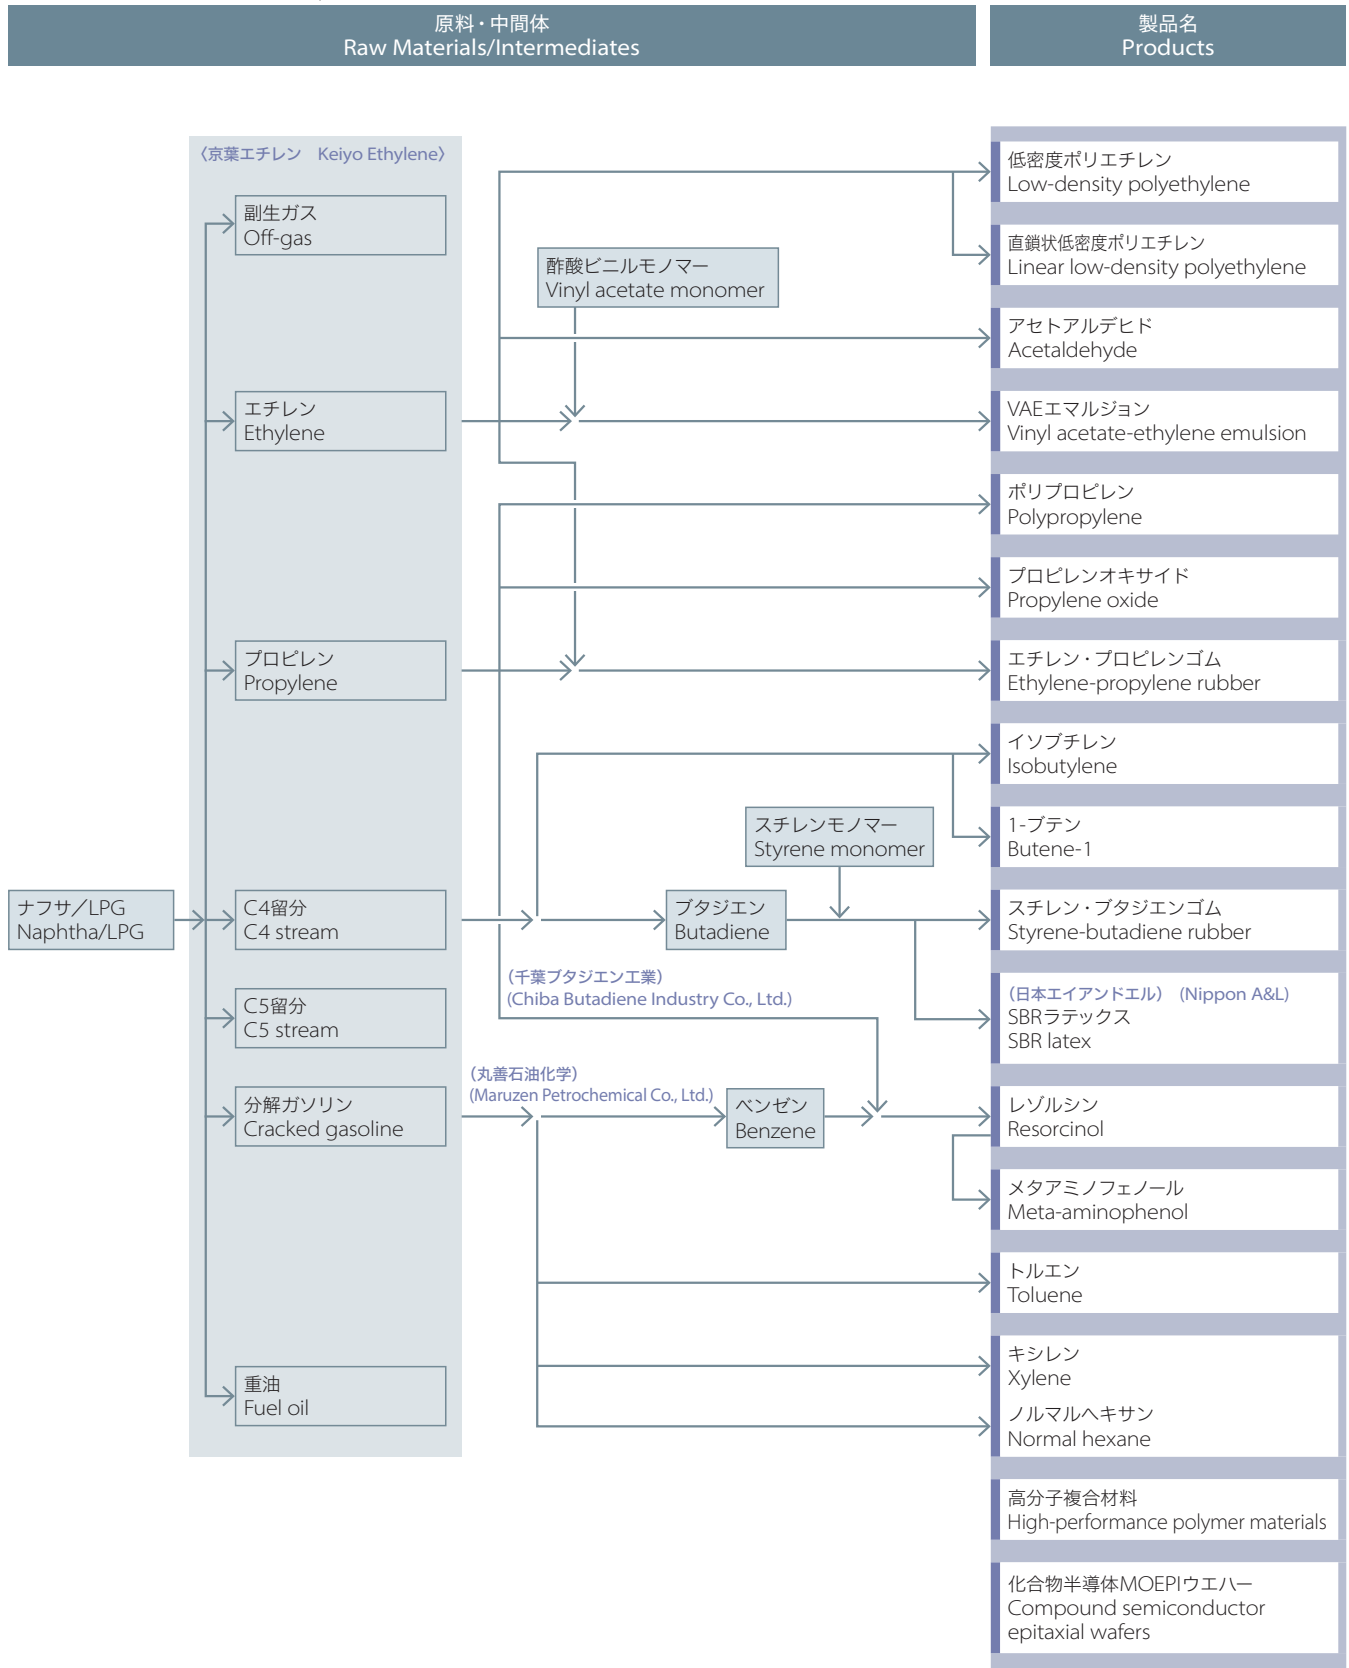 原料・中間体
Raw Materials/Intermediates
製品名
Products
〈京葉エチレン　Keiyo Ethylene〉
ナフサ／LPG
Naphtha/LPG
副生ガス
Off-gas
エチレン
Ethylene
プロピレン
Propylene
C4留分
C4 stream
C5留分
C5 stream
分解ガソリン
Cracked gasoline
重油
Fuel oil
酢酸ビニルモノマー
Vinyl acetate monomer
スチレンモノマー
Styrene monomer
ブタジエン
Butadiene
（千葉ブタジエン工業）
(Chiba Butadiene Industry Co., Ltd.)
（丸善石油化学）
(Maruzen Petrochemical Co., Ltd.)
ベンゼン
Benzene
低密度ポリエチレン
Low-density polyethylene
直鎖状低密度ポリエチレン
Linear low-density polyethylene
アセトアルデヒド
Acetaldehyde
VAEエマルジョン
Vinyl acetate-ethylene emulsion
ポリプロピレン
Polypropylene
プロピレンオキサイド
Propylene oxide
エチレン・プロピレンゴム
Ethylene-propylene rubber
イソブチレン
Isobutylene
1-ブテン
Butene-1
スチレン・ブタジエンゴム
Styrene-butadiene rubber
（日本エイアンドエル） (Nippon A&L)
SBRラテックス
SBR latex
レゾルシン
Resorcinol
メタアミノフェノール
Meta-aminophenol
トルエン
Toluene
キシレン
Xylene
ノルマルヘキサン
Normal hexane
高分子複合材料
High-performance polymer materials
化合物半導体MOEPIウエハー
Compound semiconductor
epitaxial wafers